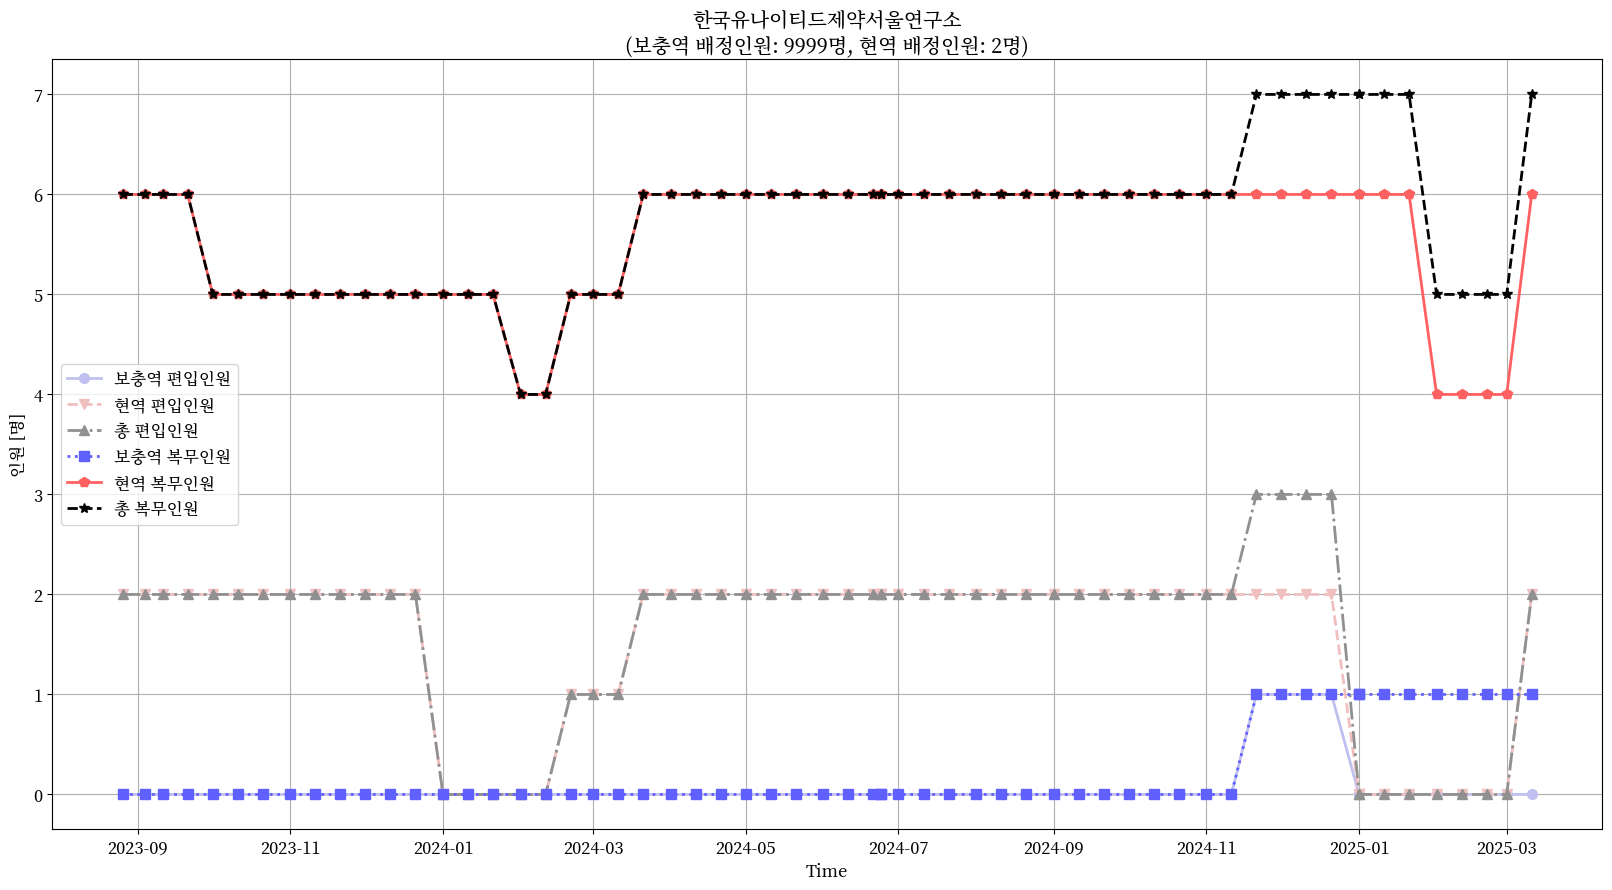 한국유나이티드제약서울연구소
(보충역 배정인원: 9999명, 현역 배정인원: 2명)
7
6
5
4
3
2
1
0
인원 [명]
보충역 편입인원
현역 편입인원
총 편입인원
보충역 복무인원
현역 복무인원
총 복무인원
2023-09
2023-11
2024-01
2024-03
2024-05
2024-07
2024-09
2024-11
2025-01
2025-03
Time